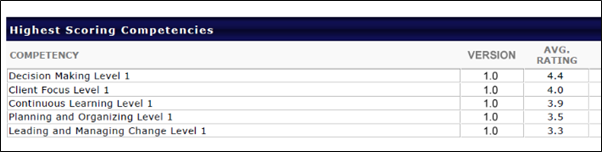 Highest Scoring Competencies
COMPETENCY VERSION AVG. RATING
Decision Making Level 1 1.0 4.4
Client Focus Level 1 1.0 4.0
Continuous Learning Level 1 1.0 3.9
Planning and Organizing Level 1 1.0 3.5
Leading and Managing Change Level 1 1.0 3.3